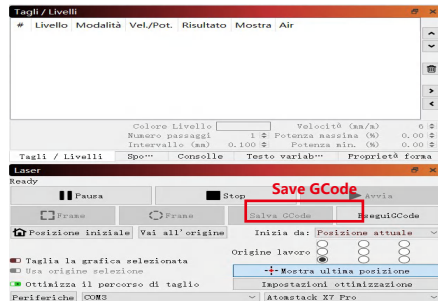 Tagli / Livelli
# Livello Modalità Vel./Pot. Risultato Mostra Air
Colore Livello Velocità (mm/m) 6
Numero passaggi 1 Potenza massima (%) 0.00
Intervallo (mm) 0.100 Potenza min. (%) 0.00
Tagli / Livelli Spo… Consolle Testo variab… Proprietà forma
Laser
Ready
Pausa Stop Avvia
Save GCode
Frame Frame Salva GCode EseguiGCode
Posizione iniziale Vai all'origine Inizia da: Posizione attuale
Origine lavoro
Taglia la grafica selezionata
Usa origine selezione Mostra ultima posizione
Ottimizza il percorso di taglio Impostazioni ottimizzazione
Periferiche COM3 Atomstack X7 Pro